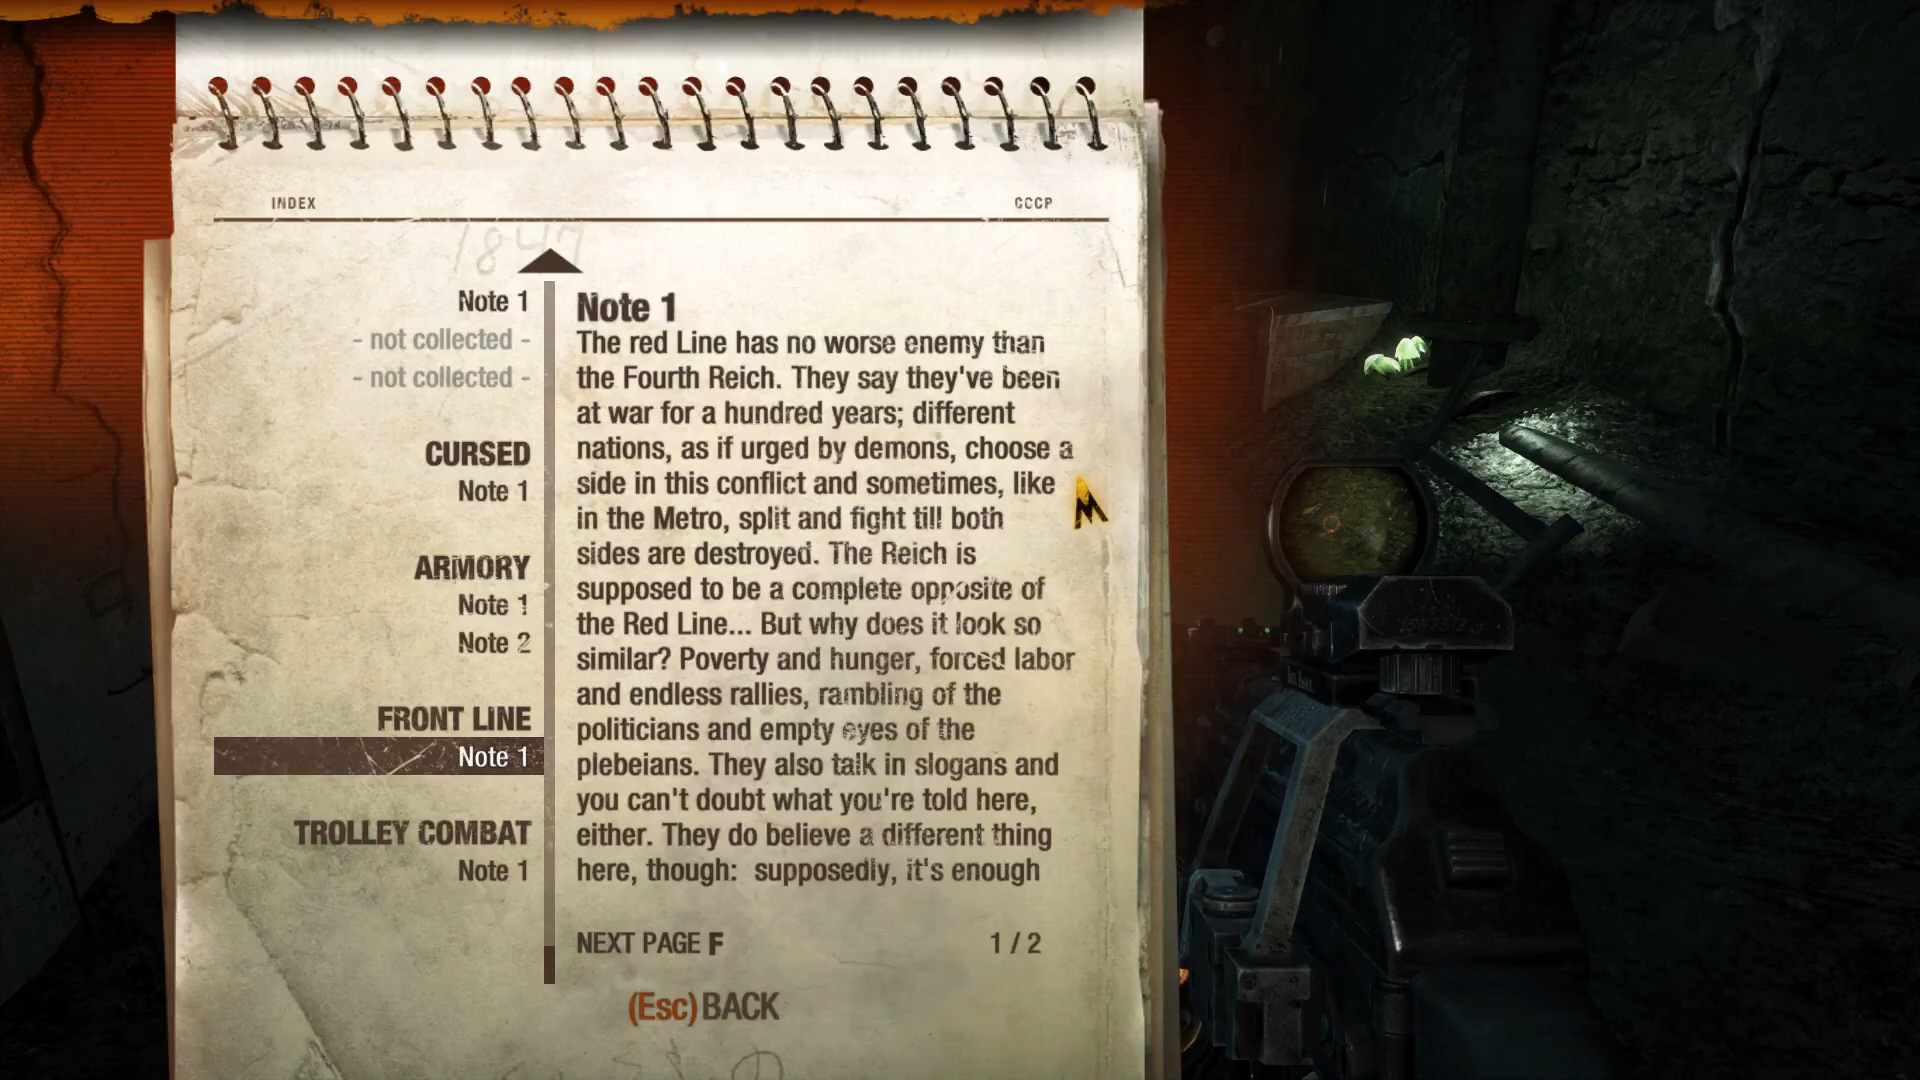 INDEX
CCCP
1847
Note 1
- not collected -
- not collected -
CURSED
Note 1
ARMORY
Note 1
Note 2
FRONT LINE
Note 1
TROLLEY COMBAT
Note 1
Note 1
The red Line has no worse enemy than
the Fourth Reich. They say they've been
at war for a hundred years; different
nations, as if urged by demons, choose a
side in this conflict and sometimes, like
in the Metro, split and fight till both
sides are destroyed. The Reich is
supposed to be a complete opposite of
the Red Line... But why does it look so
similar? Poverty and hunger, forced labor
and endless rallies, rambling of the
politicians and empty eyes of the
plebeians. They also talk in slogans and
you can't doubt what you're told here,
either. They do believe a different thing
here, though:  supposedly, it's enough
NEXT PAGE F
1 / 2
(Esc) BACK